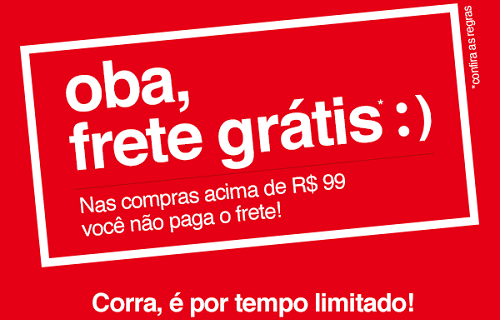 *confira as regras
oba,
frete grátis* :)
Nas compras acima de R$ 99
você não paga o frete!
Corra, é por tempo limitado!